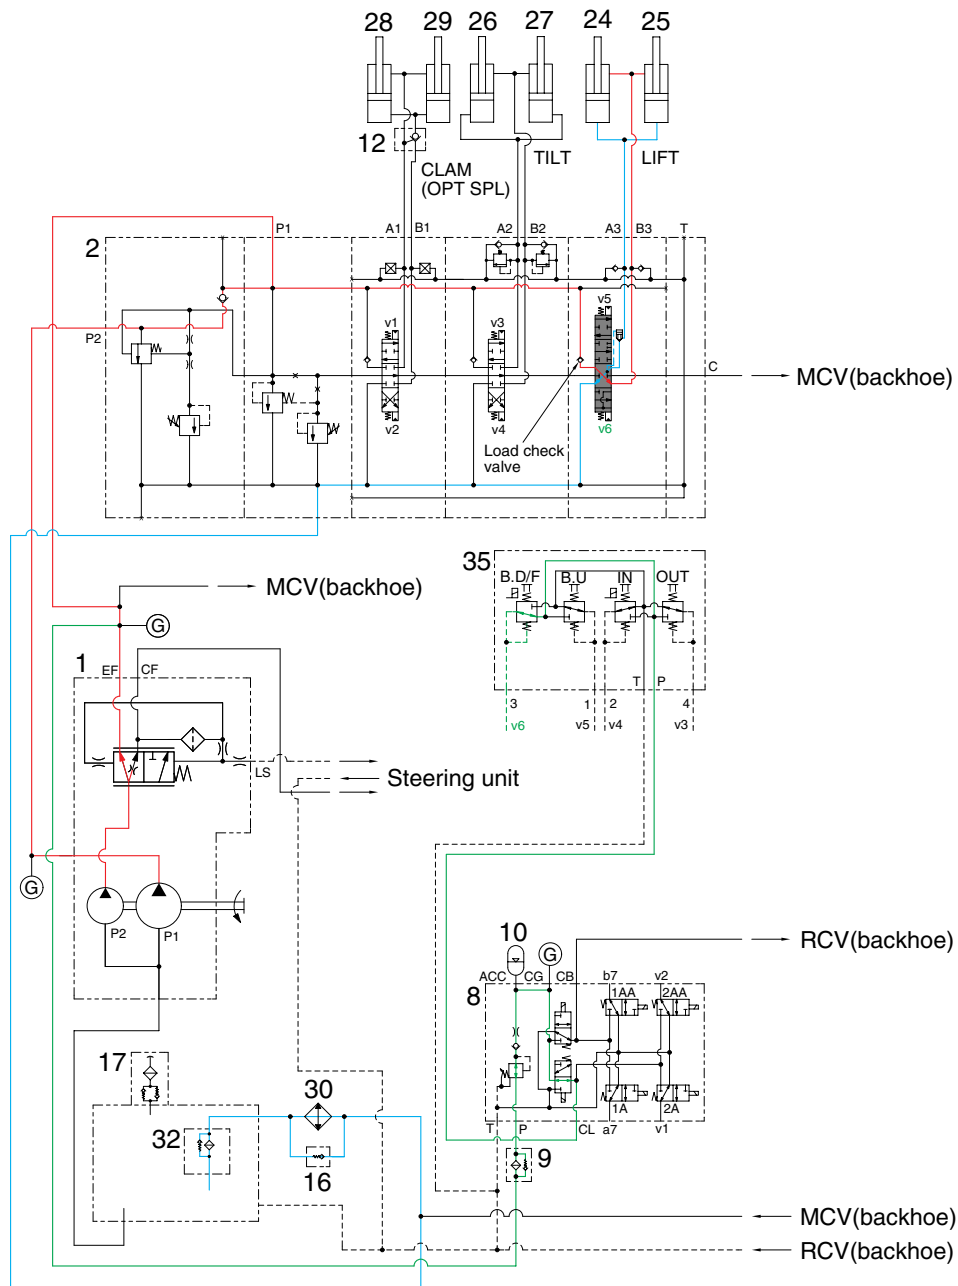 28 29 26 27 24 25
12
CLAM
(OPT SPL)
TILT
LIFT
2
P1 A1 B1 A2 B2 A3 B3 T
v5
P2
v1 v3
C
MCV(backhoe)
v2 v4 v6
Load check
valve
35
B.D/F B.U IN OUT
MCV(backhoe)
G
1
EF CF
T P
3 1 2 4
v6 v5 v4 v3
LS
Steering unit
G
P2 P1
10
G
RCV(backhoe)
ACC CG CB b7 v2
8
1AA 2AA
17
30
1A 2A
32
T P CL a7 v1
16
9
MCV(backhoe)
RCV(backhoe)